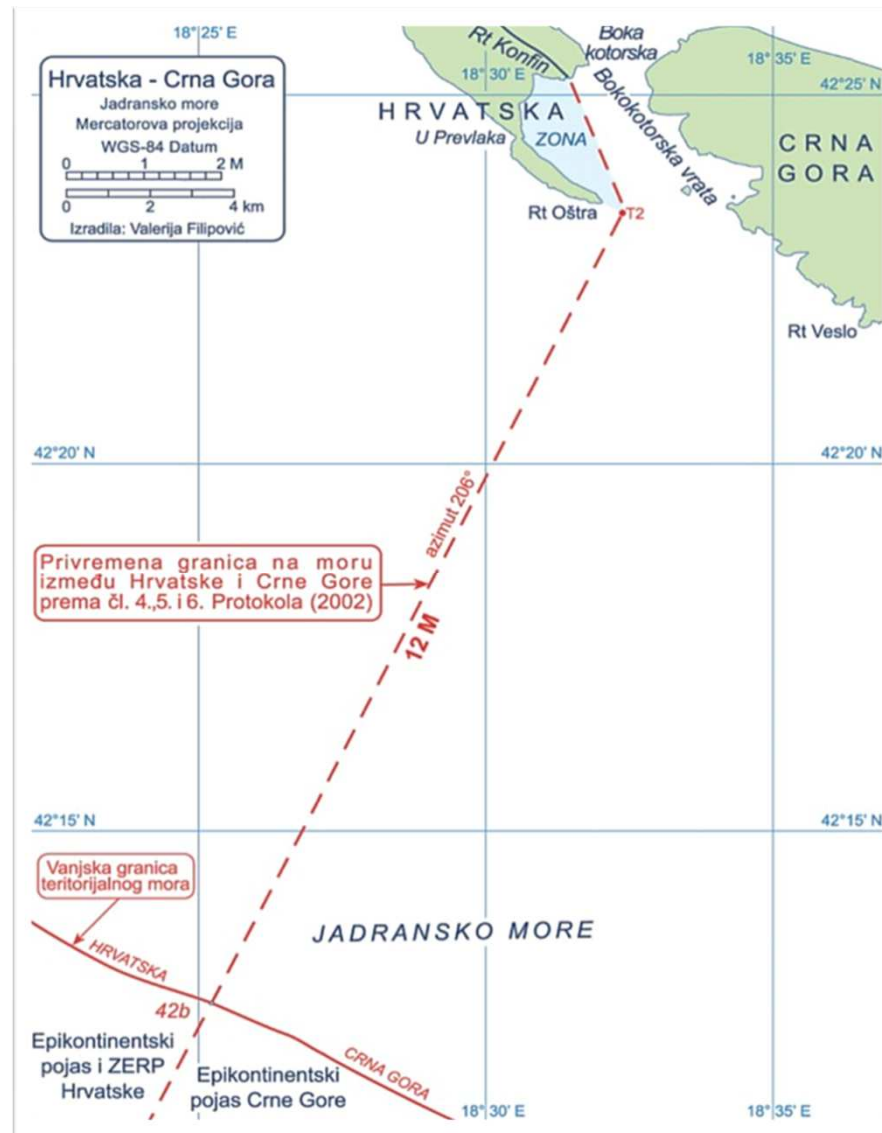 18°25' E
Hrvatska - Crna Gora
Jadransko more
Mercatorova projekcija
WGS-84 Datum
0 1 2 M
0 2 4 km
Izradila: Valerija Filipović
Rt Konfin
18°30' E
Boka
kotorska
18°35' E
42°25' N
Bokokotorska vrata
HRVATSKA
U Prevlaka
ZONA
CRNA
GORA
Rt Oštra
T2
Rt Veslo
42°20' N
42°20' N
azimut 206°
Privremena granica na moru
između Hrvatske i Crne Gore
prema čl. 4.,5. i 6. Protokola (2002)
12 M
42°15' N
42°15' N
Vanjska granica
teritorijalnog mora
JADRANSKO MORE
HRVATSKA
42b
CRNA GORA
Epikontinentski
pojas i ZERP
Hrvatske
Epikontinentski
pojas Crne Gore
18°30' E
18°35' E